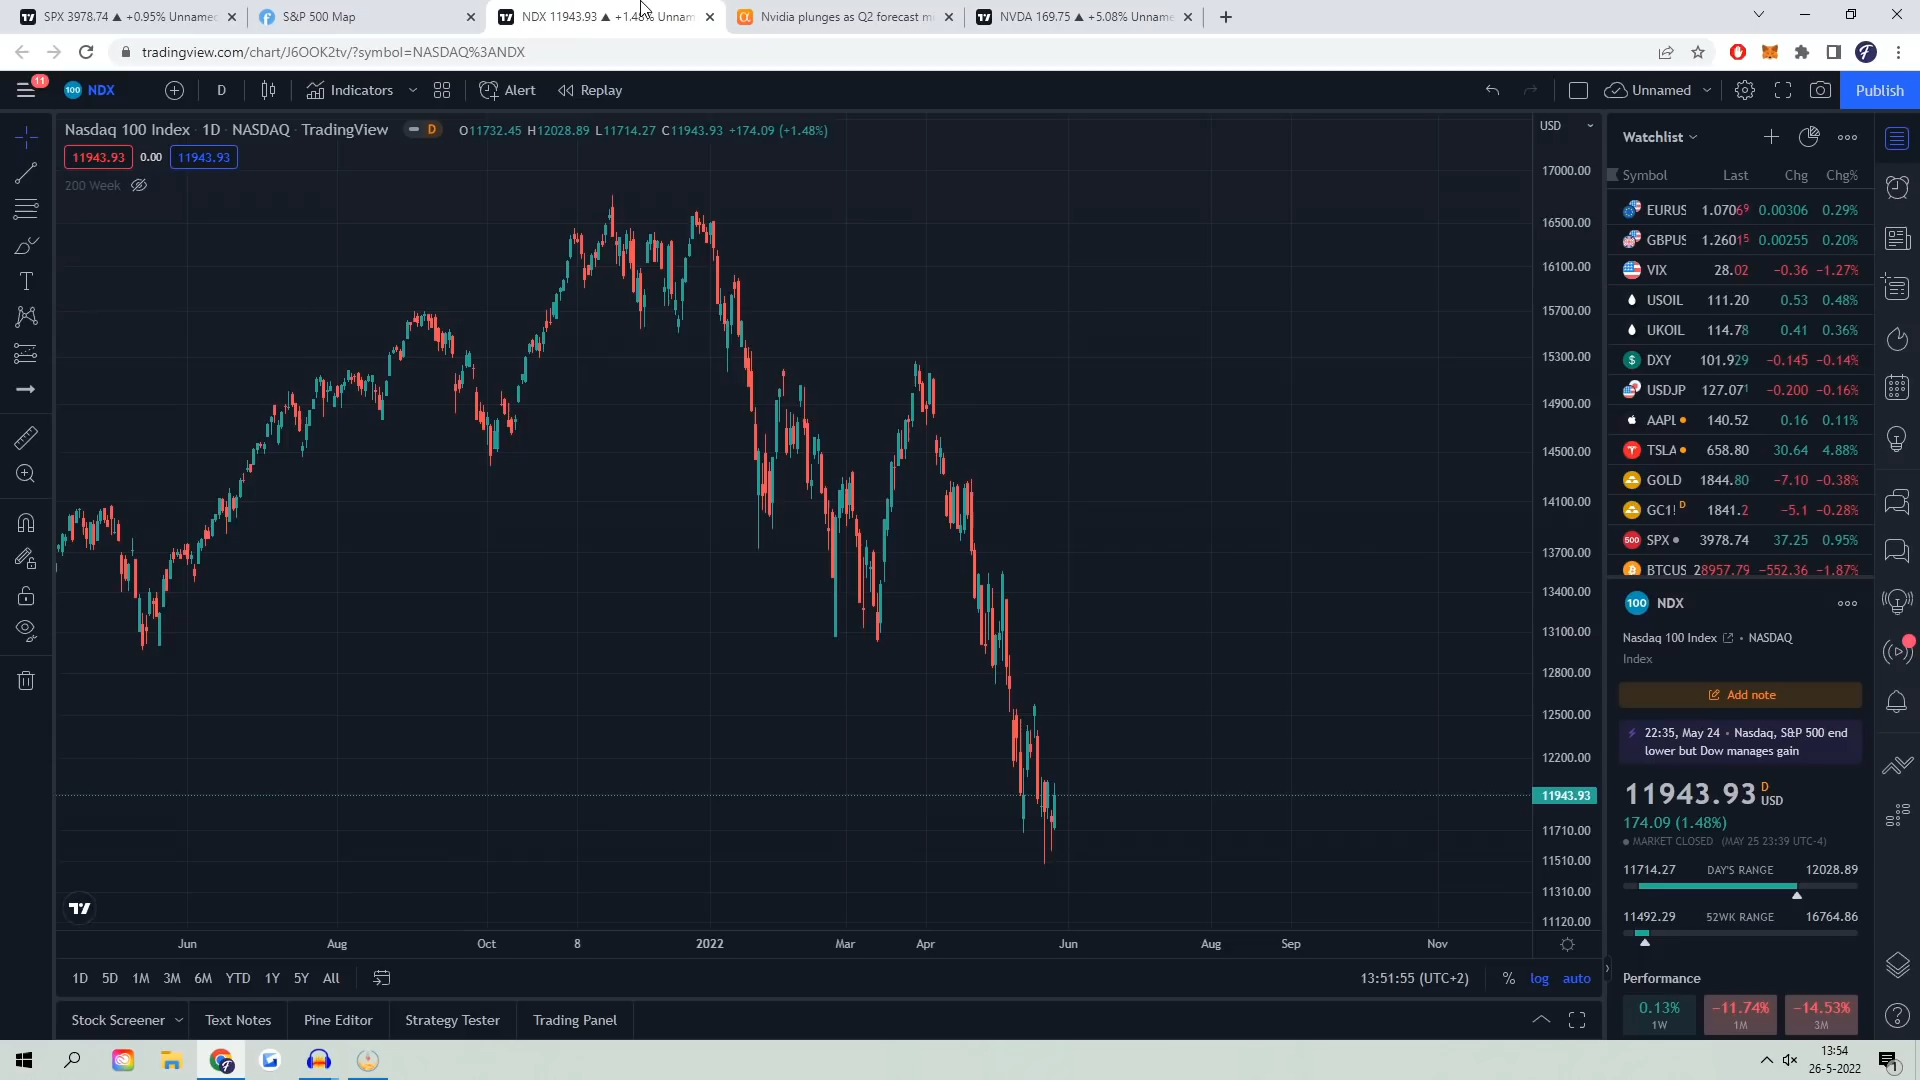 SPX 3978.74 ▲ +0.95% Unnamed
S&P 500 Map
NDX 11943.93 ▲ +1.48% Unnam
Nvidia plunges as Q2 forecast mi
NVDA 169.75 ▲ +5.08% Unname
tradingview.com/chart/J6OOK2tv/?symbol=NASDAQ%3ANDX
11
100 NDX
D
Indicators
Alert
Replay
Unnamed
Publish
Nasdaq 100 Index · 1D · NASDAQ · TradingView
D
O11732.45 H12028.89 L11714.27 C11943.93 +174.09 (+1.48%)
11943.93 0.00 11943.93
200 Week
USD
17000.00
16500.00
16100.00
15700.00
15300.00
14900.00
14500.00
14100.00
13700.00
13400.00
13100.00
12800.00
12500.00
12200.00
11943.93
11710.00
11510.00
11310.00
11120.00
Jun Aug Oct 8 2022 Mar Apr Jun Aug Sep Nov
1D 5D 1M 3M 6M YTD 1Y 5Y All
13:51:55 (UTC+2) % log auto
Stock Screener Text Notes Pine Editor Strategy Tester Trading Panel
Watchlist
Symbol Last Chg Chg%
EURUS 1.07069 0.00306 0.29%
GBPUS 1.26015 0.00255 0.20%
VIX 28.02 −0.36 −1.27%
USOIL 111.20 0.53 0.48%
UKOIL 114.78 0.41 0.36%
DXY 101.929 −0.145 −0.14%
USDJP 127.071 −0.200 −0.16%
AAPL 140.52 0.16 0.11%
TSLA 658.80 30.64 4.88%
GOLD 1844.80 −7.10 −0.38%
GC1! D 1841.2 −5.1 −0.28%
500 SPX 3978.74 37.25 0.95%
BTCUS 28957.79 −552.36 −1.87%
100 NDX
Nasdaq 100 Index · NASDAQ
Index
Add note
22:35, May 24 · Nasdaq, S&P 500 end
lower but Dow manages gain
11943.93 D USD
174.09 (1.48%)
MARKET CLOSED (MAY 25 23:39 UTC-4)
11714.27 DAY'S RANGE 12028.89
11492.29 52WK RANGE 16764.86
Performance
0.13% −11.74% −14.53%
1W 1M 3M
13:54
26-5-2022
1